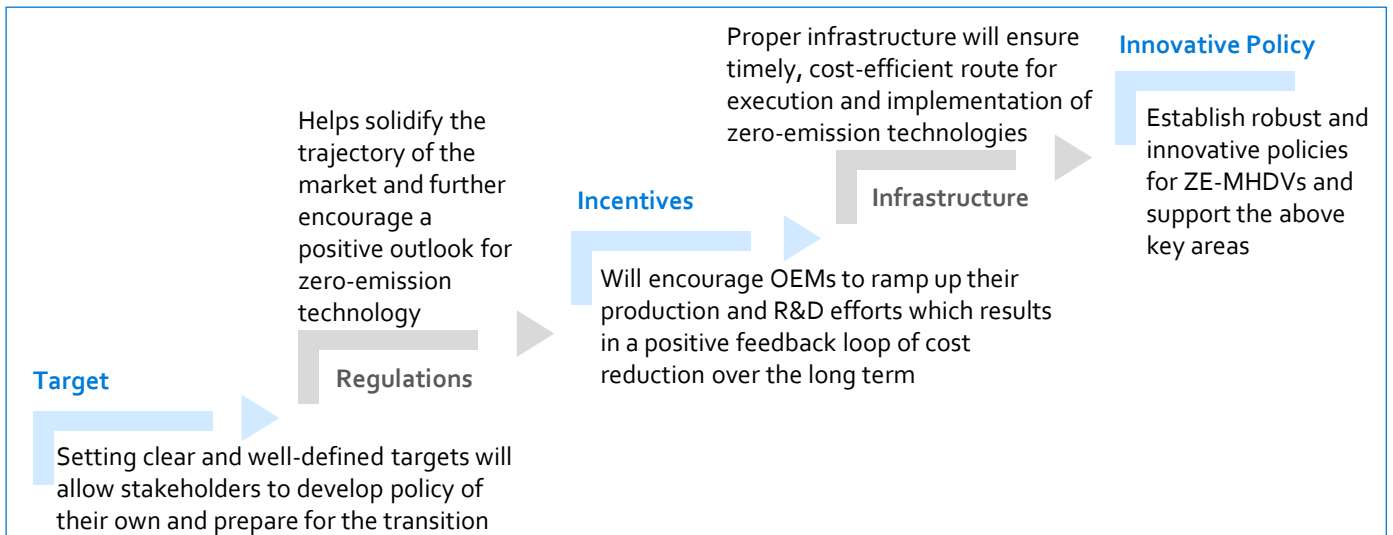 Target
Setting clear and well-defined targets will
allow stakeholders to develop policy of
their own and prepare for the transition
Helps solidify the
trajectory of the
market and further
encourage a
positive outlook for
zero-emission
technology
Regulations
Incentives
Will encourage OEMs to ramp up their
production and R&D efforts which results
in a positive feedback loop of cost
reduction over the long term
Proper infrastructure will ensure
timely, cost-efficient route for
execution and implementation of
zero-emission technologies
Infrastructure
Innovative Policy
Establish robust and
innovative policies
for ZE-MHDVs and
support the above
key areas